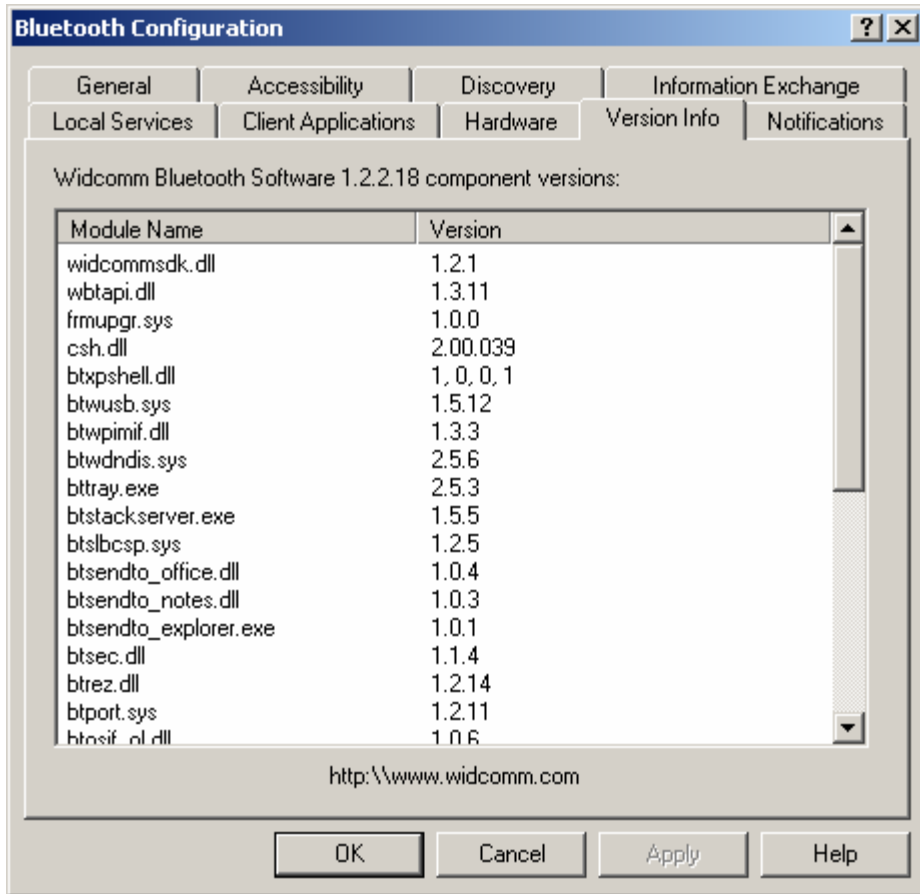 Bluetooth Configuration
General Accessibility Discovery Information Exchange
Local Services Client Applications Hardware Version Info Notifications
Widcomm Bluetooth Software 1.2.2.18 component versions:
Module Name Version
widcommsdk.dll 1.2.1
wbtapi.dll 1.3.11
frmupgr.sys 1.0.0
csh.dll 2.00.039
btxpshell.dll 1, 0, 0, 1
btwusb.sys 1.5.12
btwpimif.dll 1.3.3
btwdndis.sys 2.5.6
bttray.exe 2.5.3
btstackserver.exe 1.5.5
btslbcsp.sys 1.2.5
btsendto_office.dll 1.0.4
btsendto_notes.dll 1.0.3
btsendto_explorer.exe 1.0.1
btsec.dll 1.1.4
btrez.dll 1.2.14
btport.sys 1.2.11
btosif_ol.dll 1.0.6
http:\\www.widcomm.com
OK Cancel Apply Help